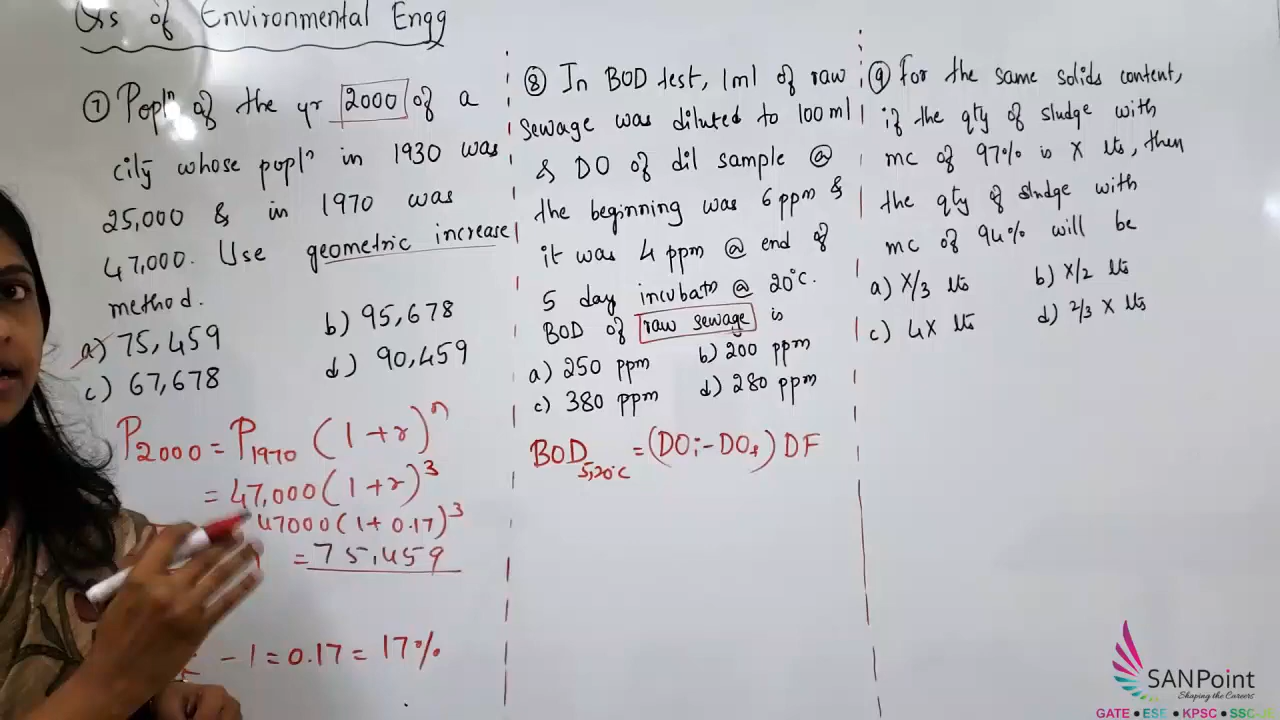 Qs of Environmental Engg
⑦ Popln of the yr 2000 of a
city whose popln in 1930 was
25,000 & in 1970 was
47,000. Use geometric increase
method.
a) 75,459
b) 95,678
c) 67,678
d) 90,459
P2000 = P1970 (1+r)^n
= 47,000 (1+r)^3
47000 (1+0.17)^3
= 75,459
-1 = 0.17 = 17%
⑧ In BOD test, 1ml of raw
sewage was diluted to 100 ml
& DO of dil sample @
the beginning was 6 ppm &
it was 4 ppm @ end of
5 day incubatn @ 20°C.
BOD of raw sewage is
a) 250 ppm
b) 200 ppm
c) 380 ppm
d) 280 ppm
BOD5,20°C = (DOi - DOf) DF
⑨ For the same solids content,
if the qty of sludge with
mc of 97% is X lts, then
the qty of sludge with
mc of 94% will be
a) X/3 lts
b) X/2 lts
c) 4X lts
d) 2/3 X lts
SANPoint
Shaping the Careers
GATE • ESE • KPSC • SSC-JE